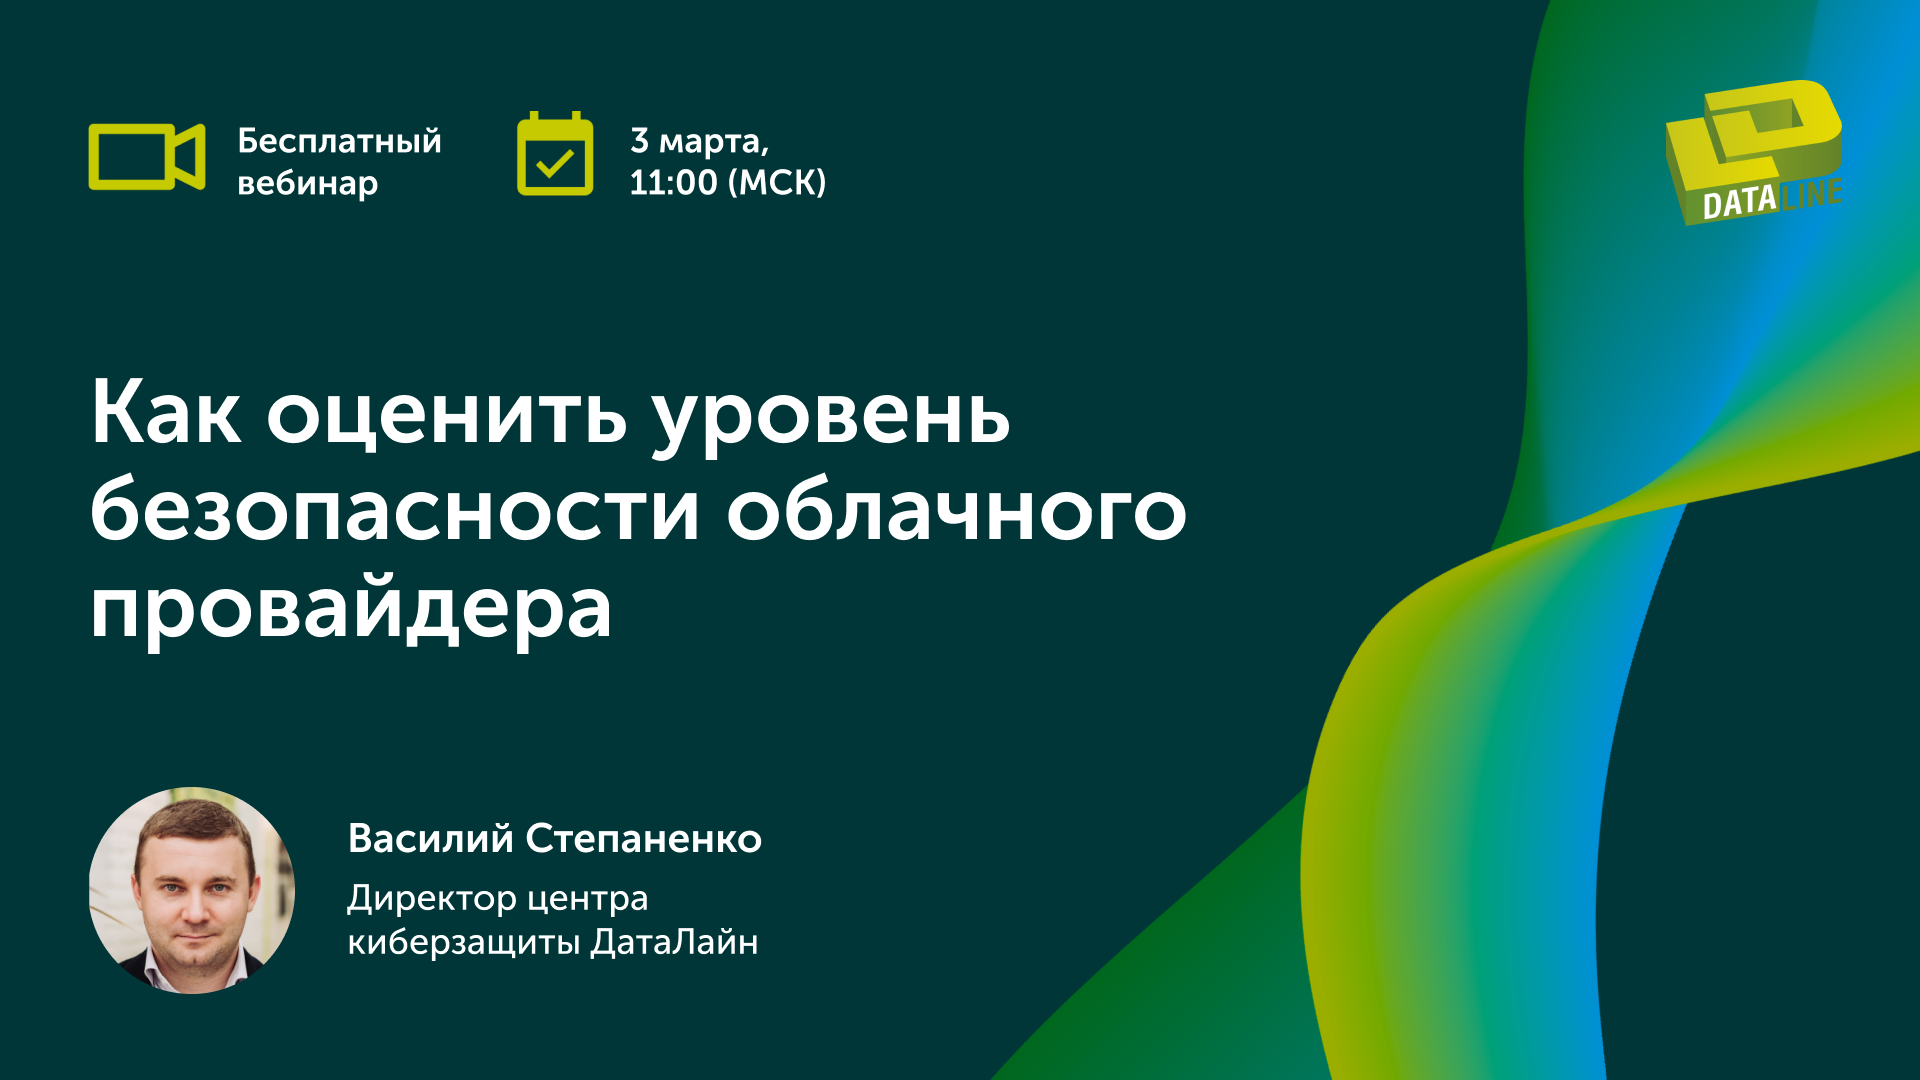 Бесплатный
вебинар
3 марта,
11:00 (МСК)
DATALINE
Как оценить уровень
безопасности облачного
провайдера
Василий Степаненко
Директор центра
киберзащиты ДатаЛайн